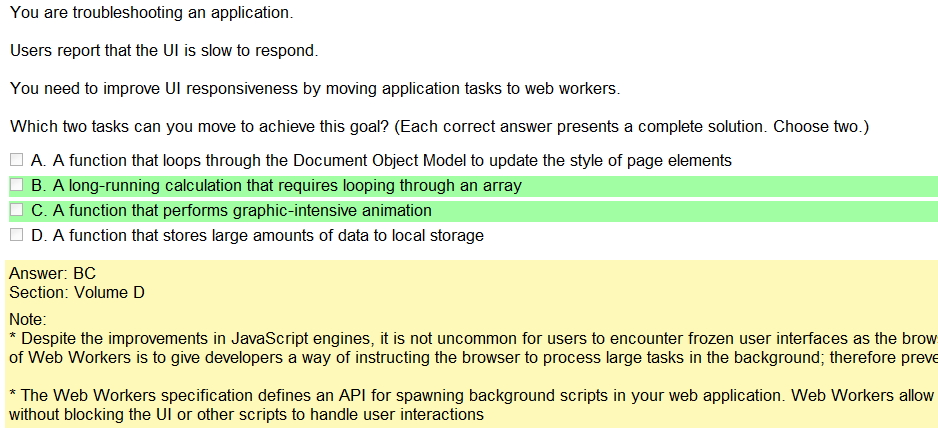 You are troubleshooting an application.
Users report that the UI is slow to respond.
You need to improve UI responsiveness by moving application tasks to web workers.
Which two tasks can you move to achieve this goal? (Each correct answer presents a complete solution. Choose two.)
A. A function that loops through the Document Object Model to update the style of page elements
B. A long-running calculation that requires looping through an array
C. A function that performs graphic-intensive animation
D. A function that stores large amounts of data to local storage
Answer: BC
Section: Volume D
Note:
* Despite the improvements in JavaScript engines, it is not uncommon for users to encounter frozen user interfaces as the brow
of Web Workers is to give developers a way of instructing the browser to process large tasks in the background; therefore preve
* The Web Workers specification defines an API for spawning background scripts in your web application. Web Workers allow
without blocking the UI or other scripts to handle user interactions